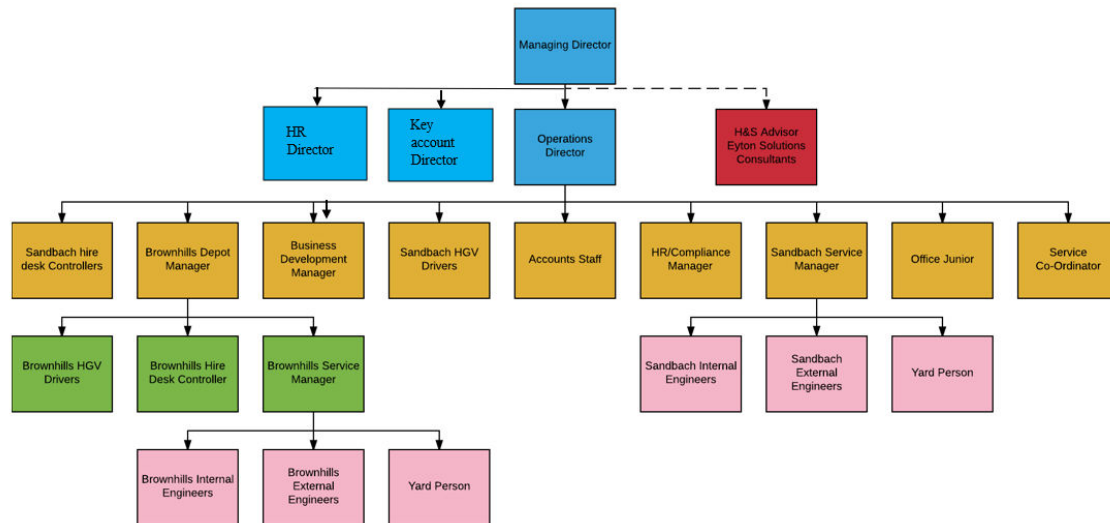 Managing Director
HR
Director
Key
account
Director
Operations
Director
H&S Advisor
Eyton Solutions
Consultants
Sandbach hire
desk Controllers
Brownhills Depot
Manager
Business
Development
Manager
Sandbach HGV
Drivers
Accounts Staff
HR/Compliance
Manager
Sandbach Service
Manager
Office Junior
Service
Co-Ordinator
Brownhills HGV
Drivers
Brownhills Hire
Desk Controller
Brownhills Service
Manager
Sandbach Internal
Engineers
Sandbach
External
Engineers
Yard Person
Brownhills Internal
Engineers
Brownhills
External
Engineers
Yard Person